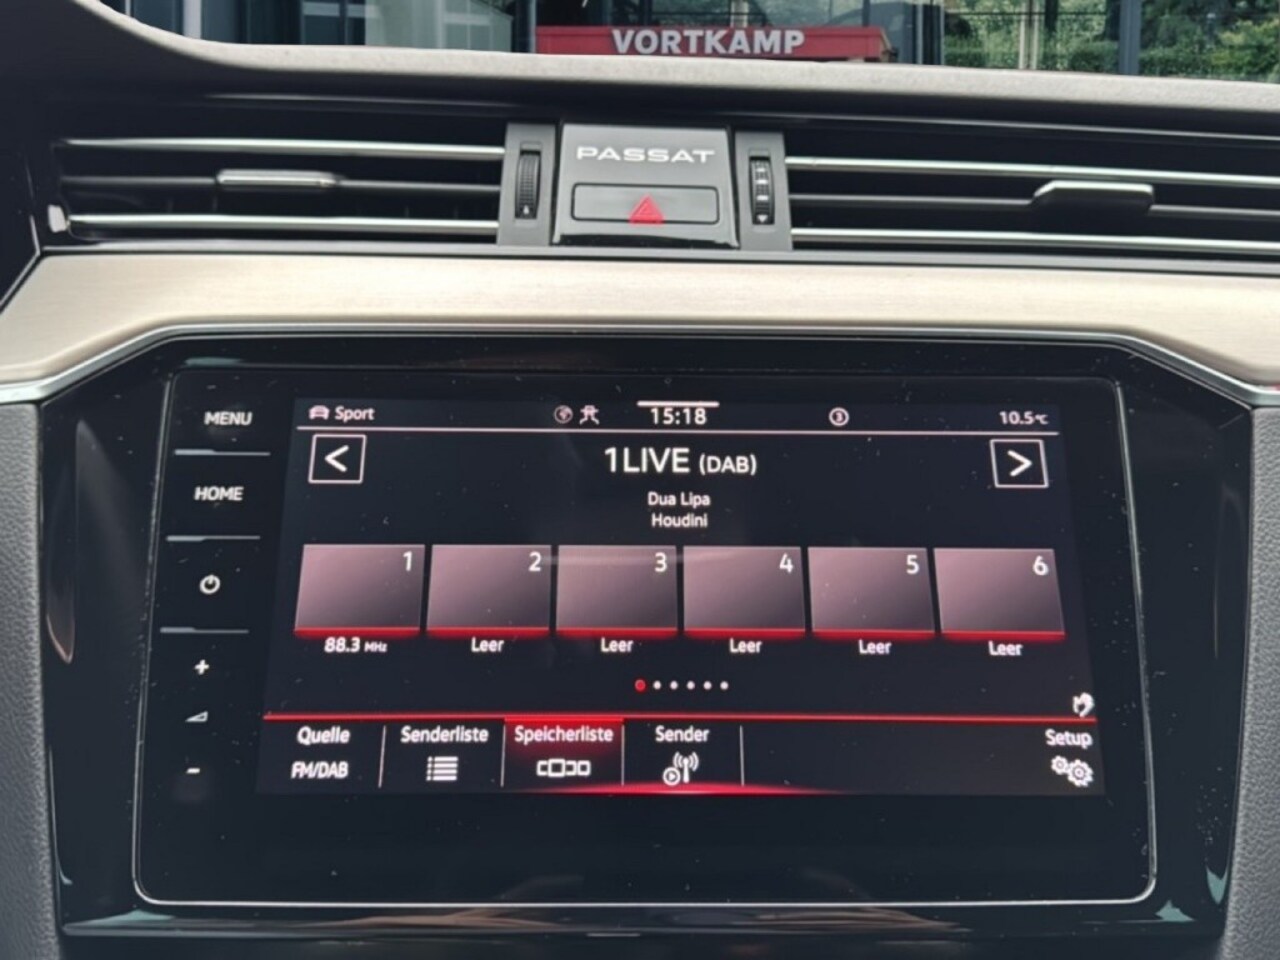 VORTKAMP
PASSAT
MENU
HOME
+
-
Sport
15:18
3
10.5°C
<
1LIVE (DAB)
>
Dua Lipa
Houdini
1 2 3 4 5 6
88.3 MHz Leer Leer Leer Leer Leer
Quelle Senderliste Speicherliste Sender Setup
FM/DAB